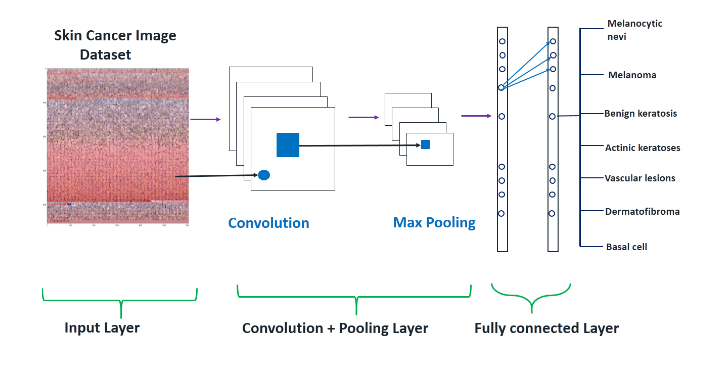 Skin Cancer Image
Dataset
Convolution
Max Pooling
Melanocytic
nevi
Melanoma
Benign keratosis
Actinic keratoses
Vascular lesions
Dermatofibroma
Basal cell
Input Layer
Convolution + Pooling Layer
Fully connected Layer